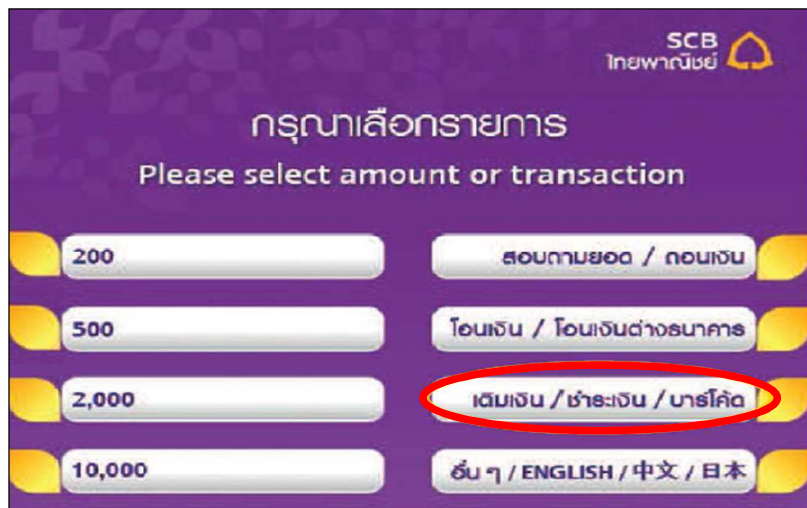 SCB
ไทยพาณิชย์
กรุณาเลือกรายการ
Please select amount or transaction
200
สอบถามยอด / ถอนเงิน
500
โอนเงิน / โอนเงินต่างธนาคาร
2,000
เติมเงิน / ชำระเงิน / บาร์โค้ด
10,000
อื่น ๆ / ENGLISH / 中文 / 日本